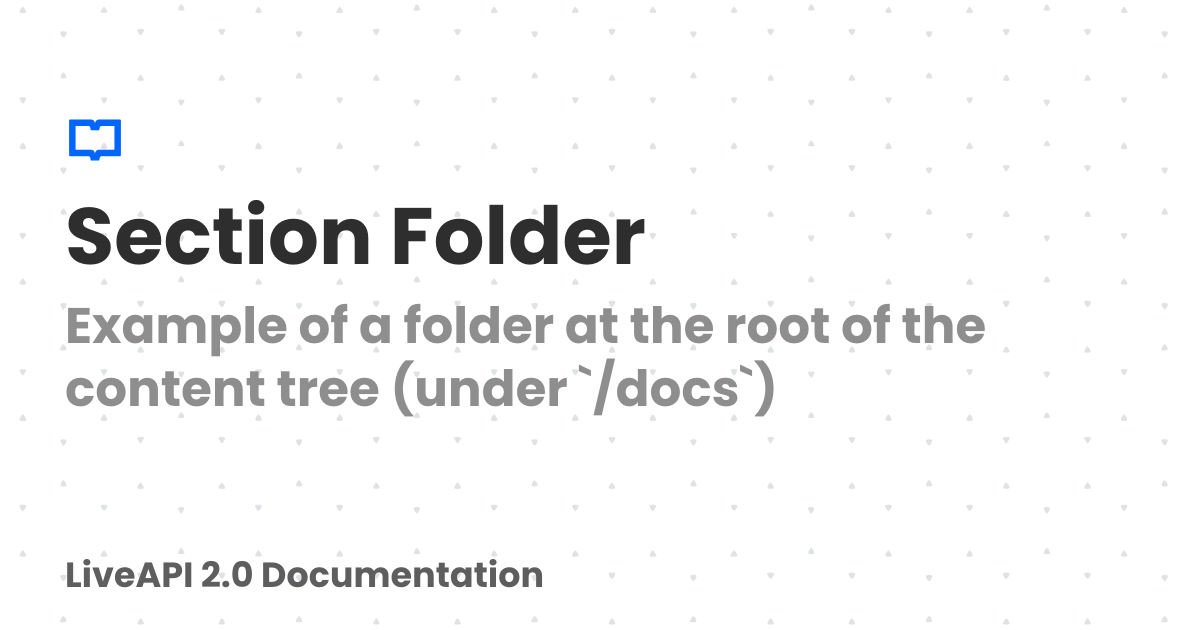 Section Folder
Example of a folder at the root of the
content tree (under `/docs`)
LiveAPI 2.0 Documentation